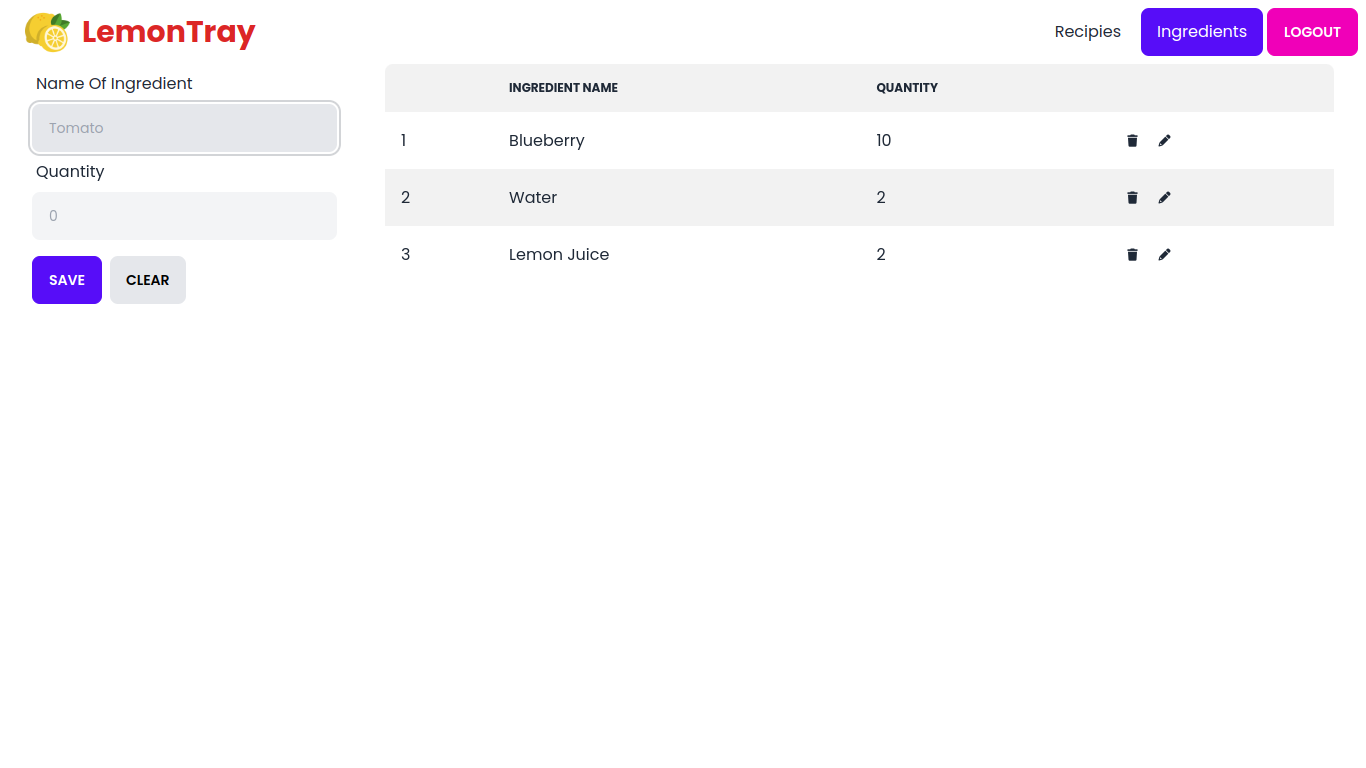 LemonTray
Recipies
Ingredients
LOGOUT
Name Of Ingredient
Tomato
Quantity
0
SAVE
CLEAR
INGREDIENT NAME QUANTITY
1 Blueberry 10
2 Water 2
3 Lemon Juice 2